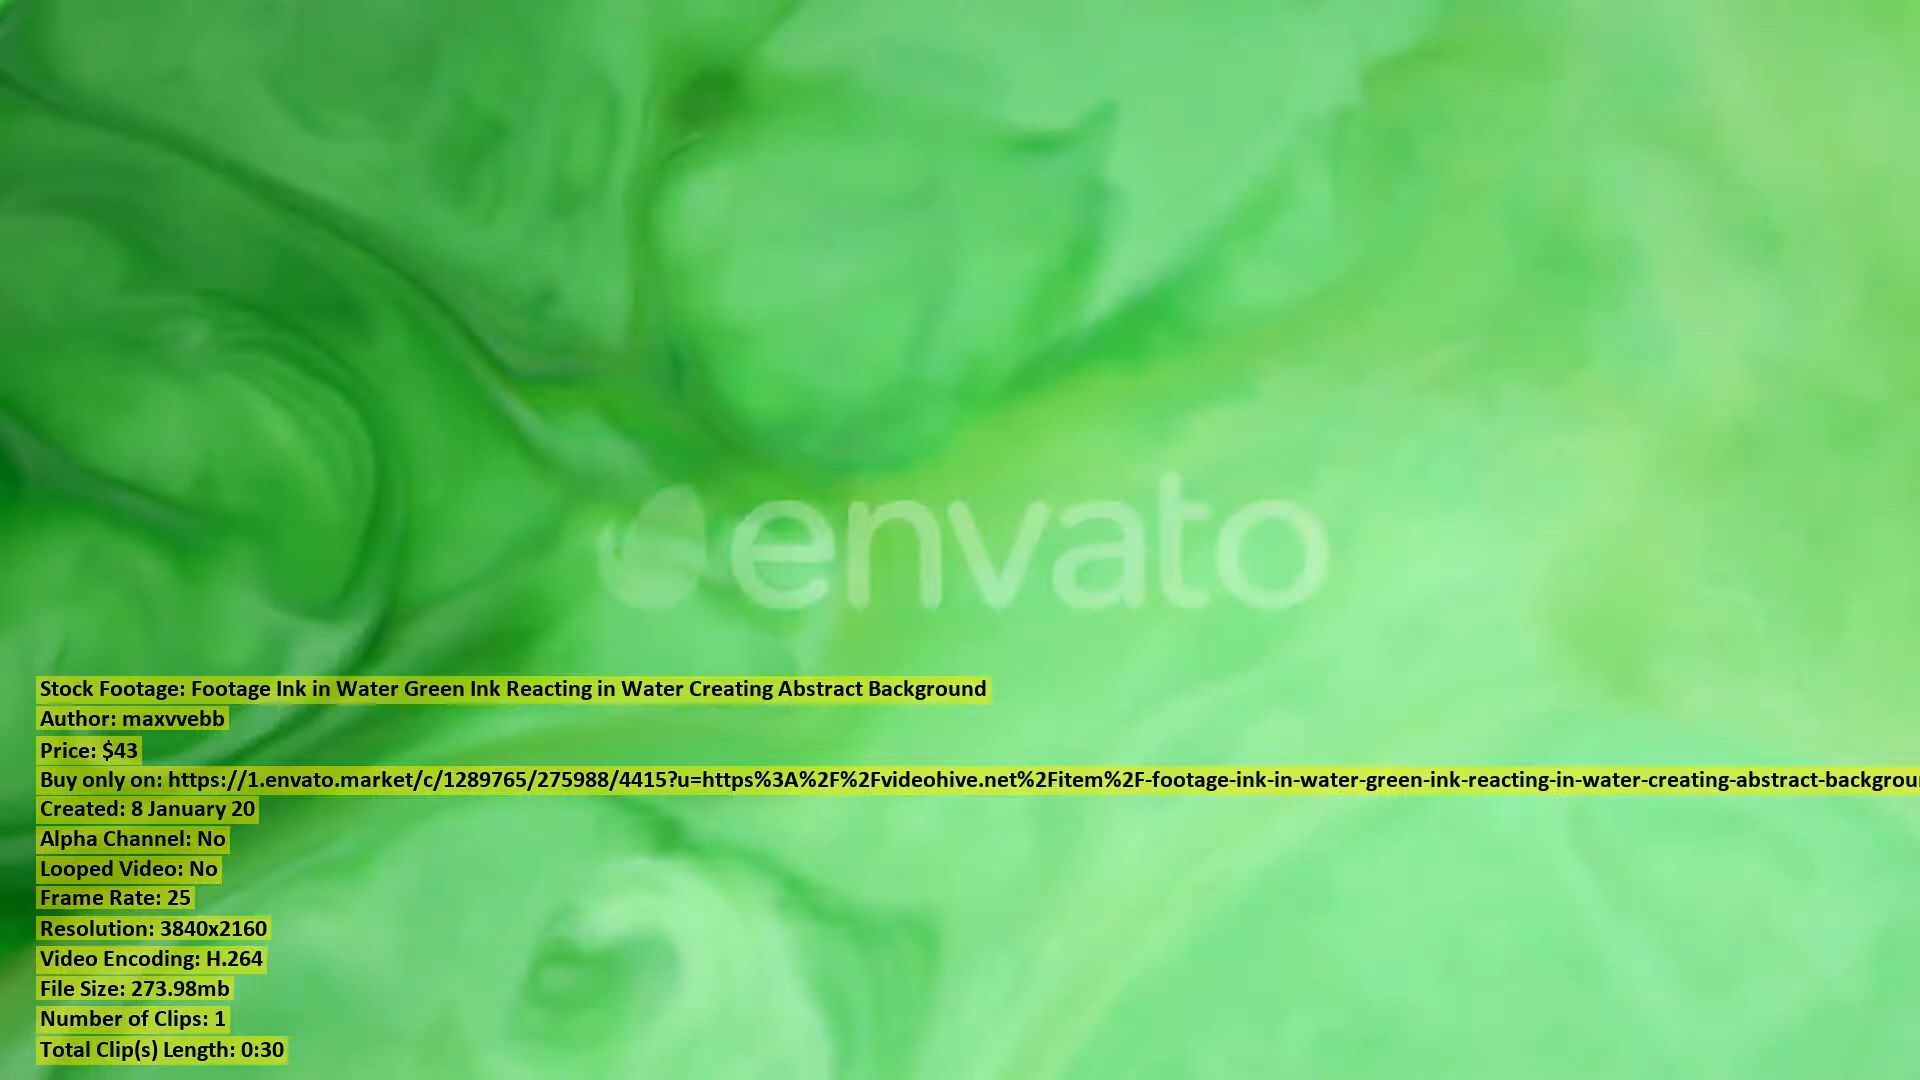 envato
Stock Footage: Footage Ink in Water Green Ink Reacting in Water Creating Abstract Background
Author: maxvvebb
Price: $43
Buy only on: https://1.envato.market/c/1289765/275988/4415?u=https%3A%2F%2Fvideohive.net%2Fitem%2F-footage-ink-in-water-green-ink-reacting-in-water-creating-abstract-backgrou
Created: 8 January 20
Alpha Channel: No
Looped Video: No
Frame Rate: 25
Resolution: 3840x2160
Video Encoding: H.264
File Size: 273.98mb
Number of Clips: 1
Total Clip(s) Length: 0:30